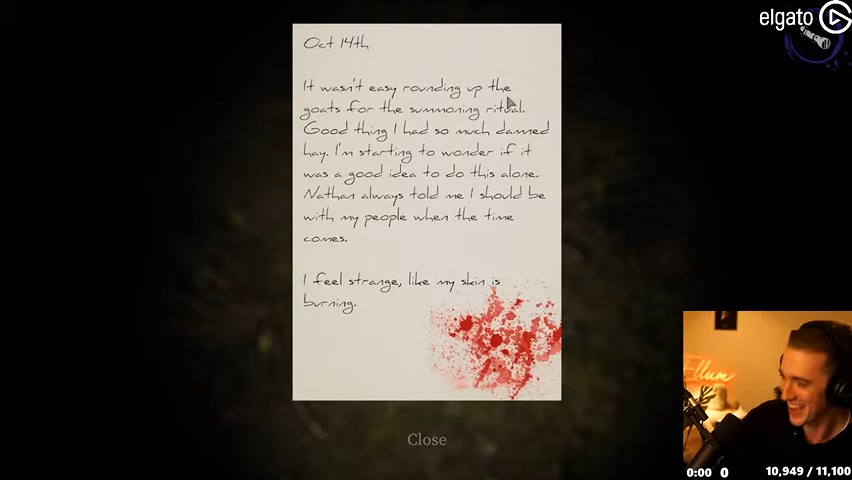 elgato
Oct 14th
It wasn't easy rounding up the
goats for the summoning ritual.
Good thing I had so much damned
hay. I'm starting to wonder if it
was a good idea to do this alone.
Nathan always told me I should be
with my people when the time
comes.
I feel strange, like my skin is
burning.
Close
Ellum
0:00 0 10,949 / 11,100